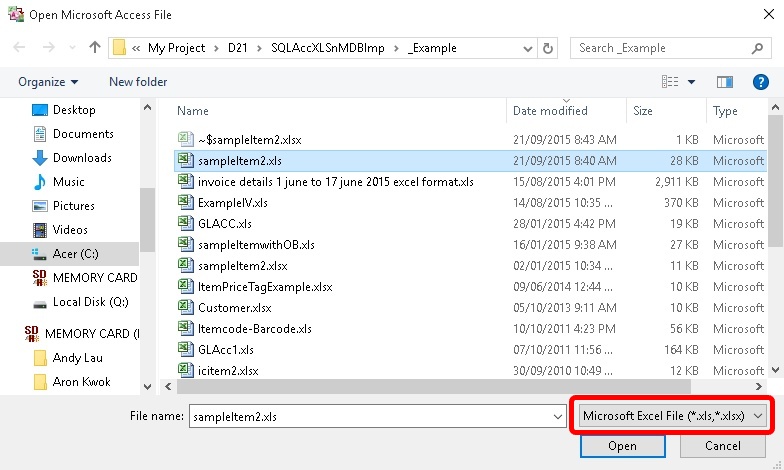 Open Microsoft Access File
« My Project > D21 > SQLAccXLSnMDBImp > _Example
Search _Example
Organize New folder ?
Desktop
Documents
Downloads
Music
Pictures
Videos
Acer (C:)
MEMORY CARD
Local Disk (Q:)
MEMORY CARD (I
Andy Lau
Aron Kwok
Name Date modified Size Type
~$sampleItem2.xlsx 21/09/2015 8:43 AM 1 KB Microsoft
sampleItem2.xls 21/09/2015 8:40 AM 28 KB Microsoft
invoice details 1 june to 17 june 2015 excel format.xls 15/08/2015 4:01 PM 2,911 KB Microsoft
ExampleIV.xls 14/08/2015 10:35 ... 370 KB Microsoft
GLACC.xls 28/01/2015 4:42 PM 19 KB Microsoft
sampleItemwithOB.xls 16/01/2015 9:38 AM 27 KB Microsoft
sampleItem2.xlsx 02/01/2015 10:34 ... 11 KB Microsoft
ItemPriceTagExample.xlsx 09/06/2014 12:44 ... 10 KB Microsoft
Customer.xlsx 05/10/2013 9:11 AM 10 KB Microsoft
Itemcode-Barcode.xls 10/10/2011 4:23 PM 56 KB Microsoft
GLAcc1.xls 07/10/2011 11:56 ... 164 KB Microsoft
icitem2.xlsx 30/09/2010 10:49 ... 12 KB Microsoft
File name: sampleItem2.xls Microsoft Excel File (*.xls,*.xlsx)
Open Cancel